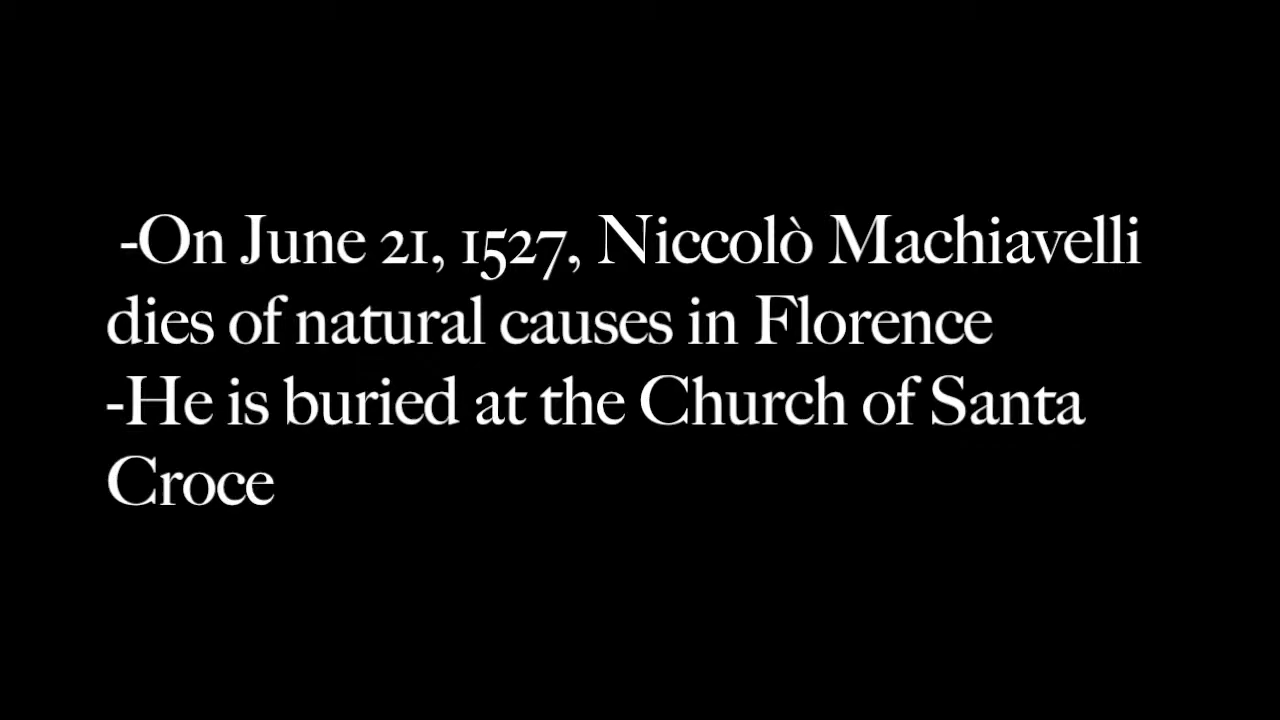 -On June 21, 1527, Niccolò Machiavelli
dies of natural causes in Florence
-He is buried at the Church of Santa
Croce